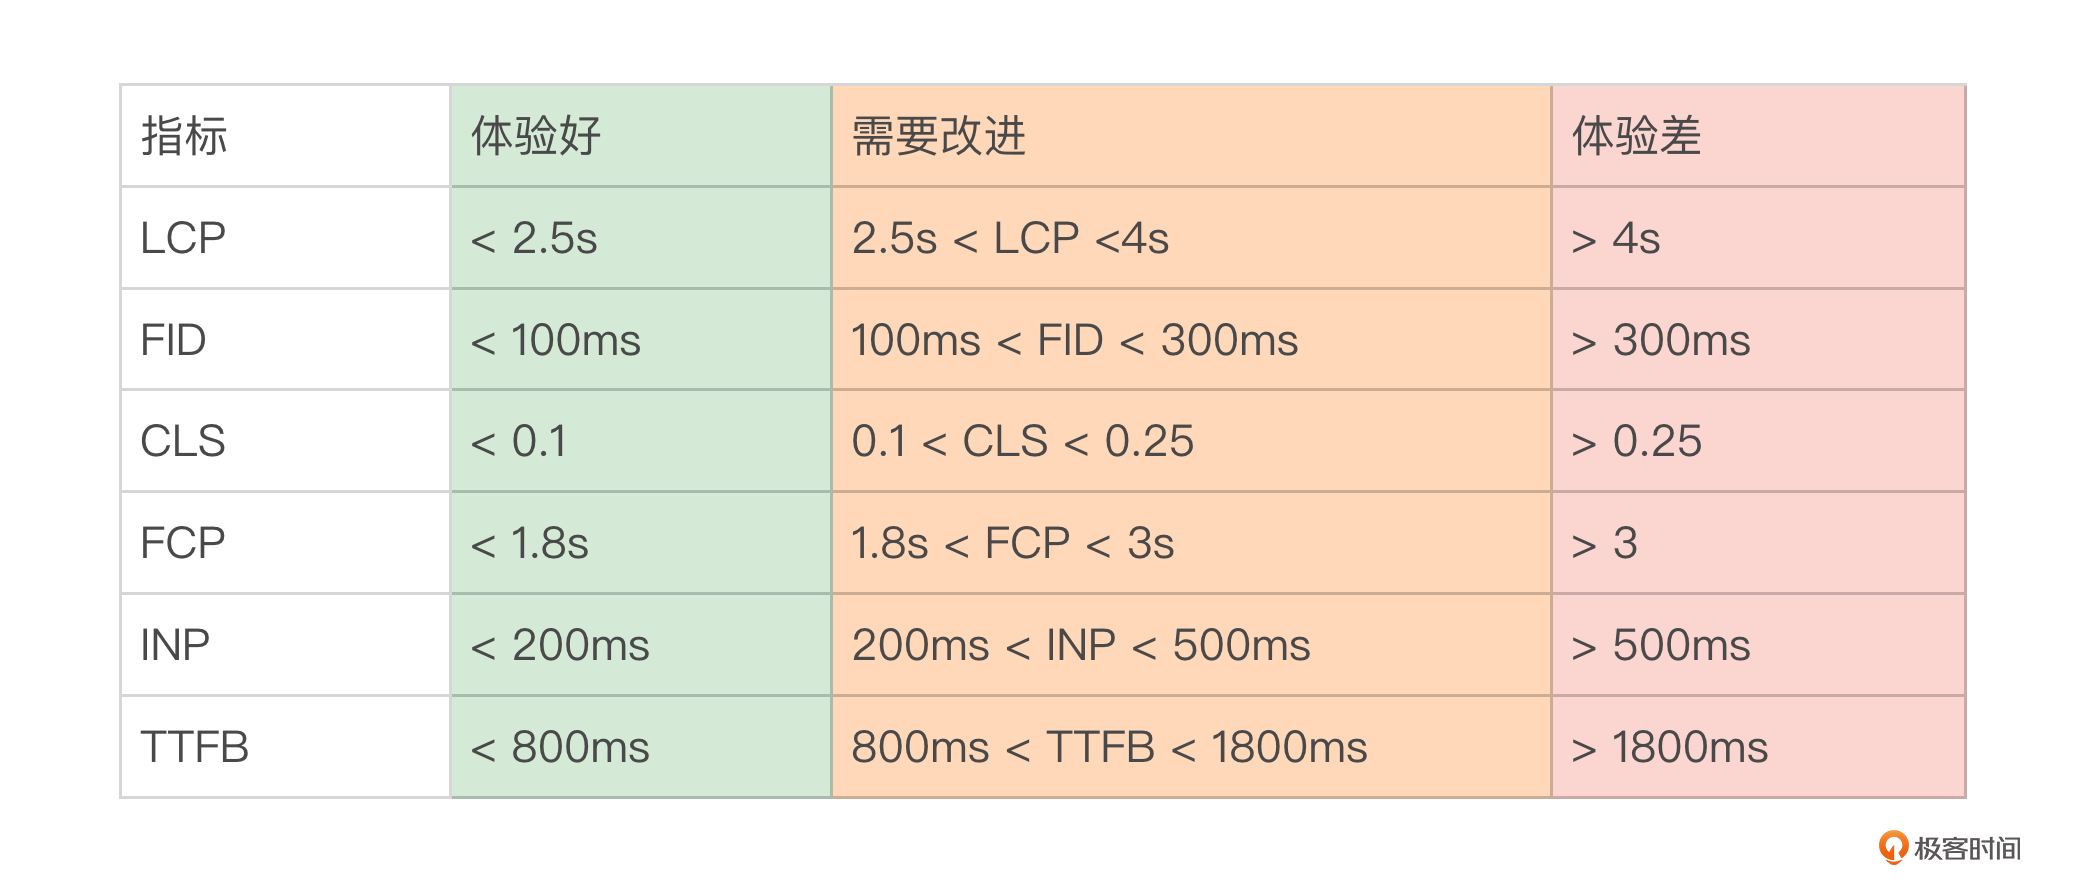 指标 体验好 需要改进 体验差
LCP < 2.5s 2.5s < LCP <4s > 4s
FID < 100ms 100ms < FID < 300ms > 300ms
CLS < 0.1 0.1 < CLS < 0.25 > 0.25
FCP < 1.8s 1.8s < FCP < 3s > 3
INP < 200ms 200ms < INP < 500ms > 500ms
TTFB < 800ms 800ms < TTFB < 1800ms > 1800ms
极客时间